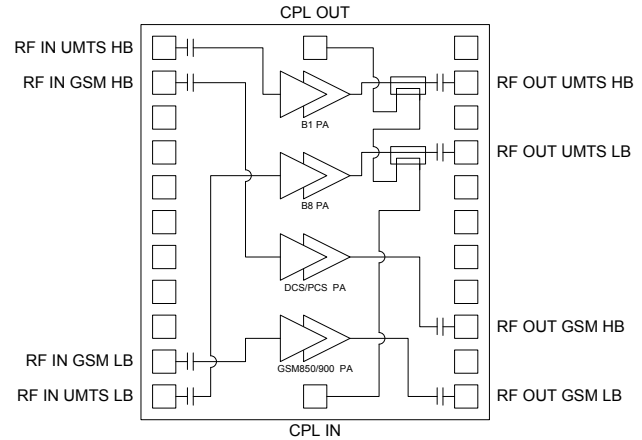 CPL OUT
RF IN UMTS HB
RF IN GSM HB
RF OUT UMTS HB
B1 PA
RF OUT UMTS LB
B8 PA
DCS/PCS PA
RF OUT GSM HB
RF IN GSM LB
GSM850/900 PA
RF IN UMTS LB
RF OUT GSM LB
CPL IN